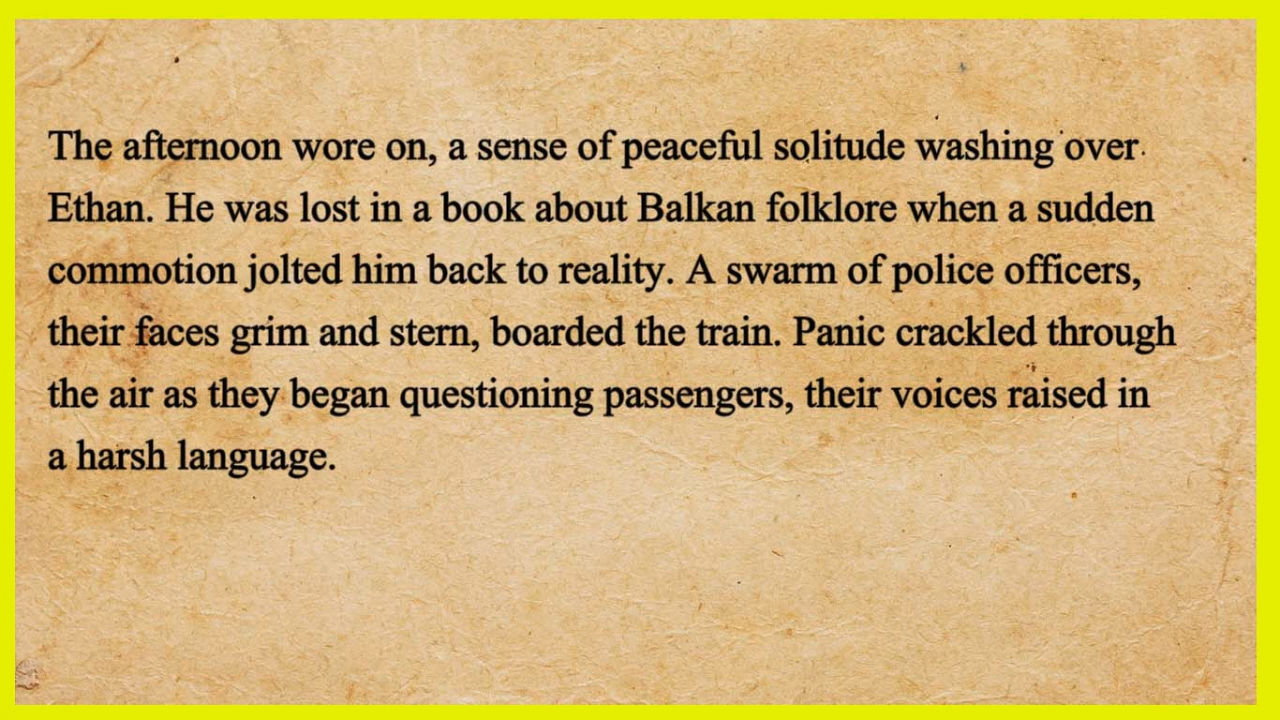 The afternoon wore on, a sense of peaceful solitude washing over
Ethan. He was lost in a book about Balkan folklore when a sudden
commotion jolted him back to reality. A swarm of police officers,
their faces grim and stern, boarded the train. Panic crackled through
the air as they began questioning passengers, their voices raised in
a harsh language.